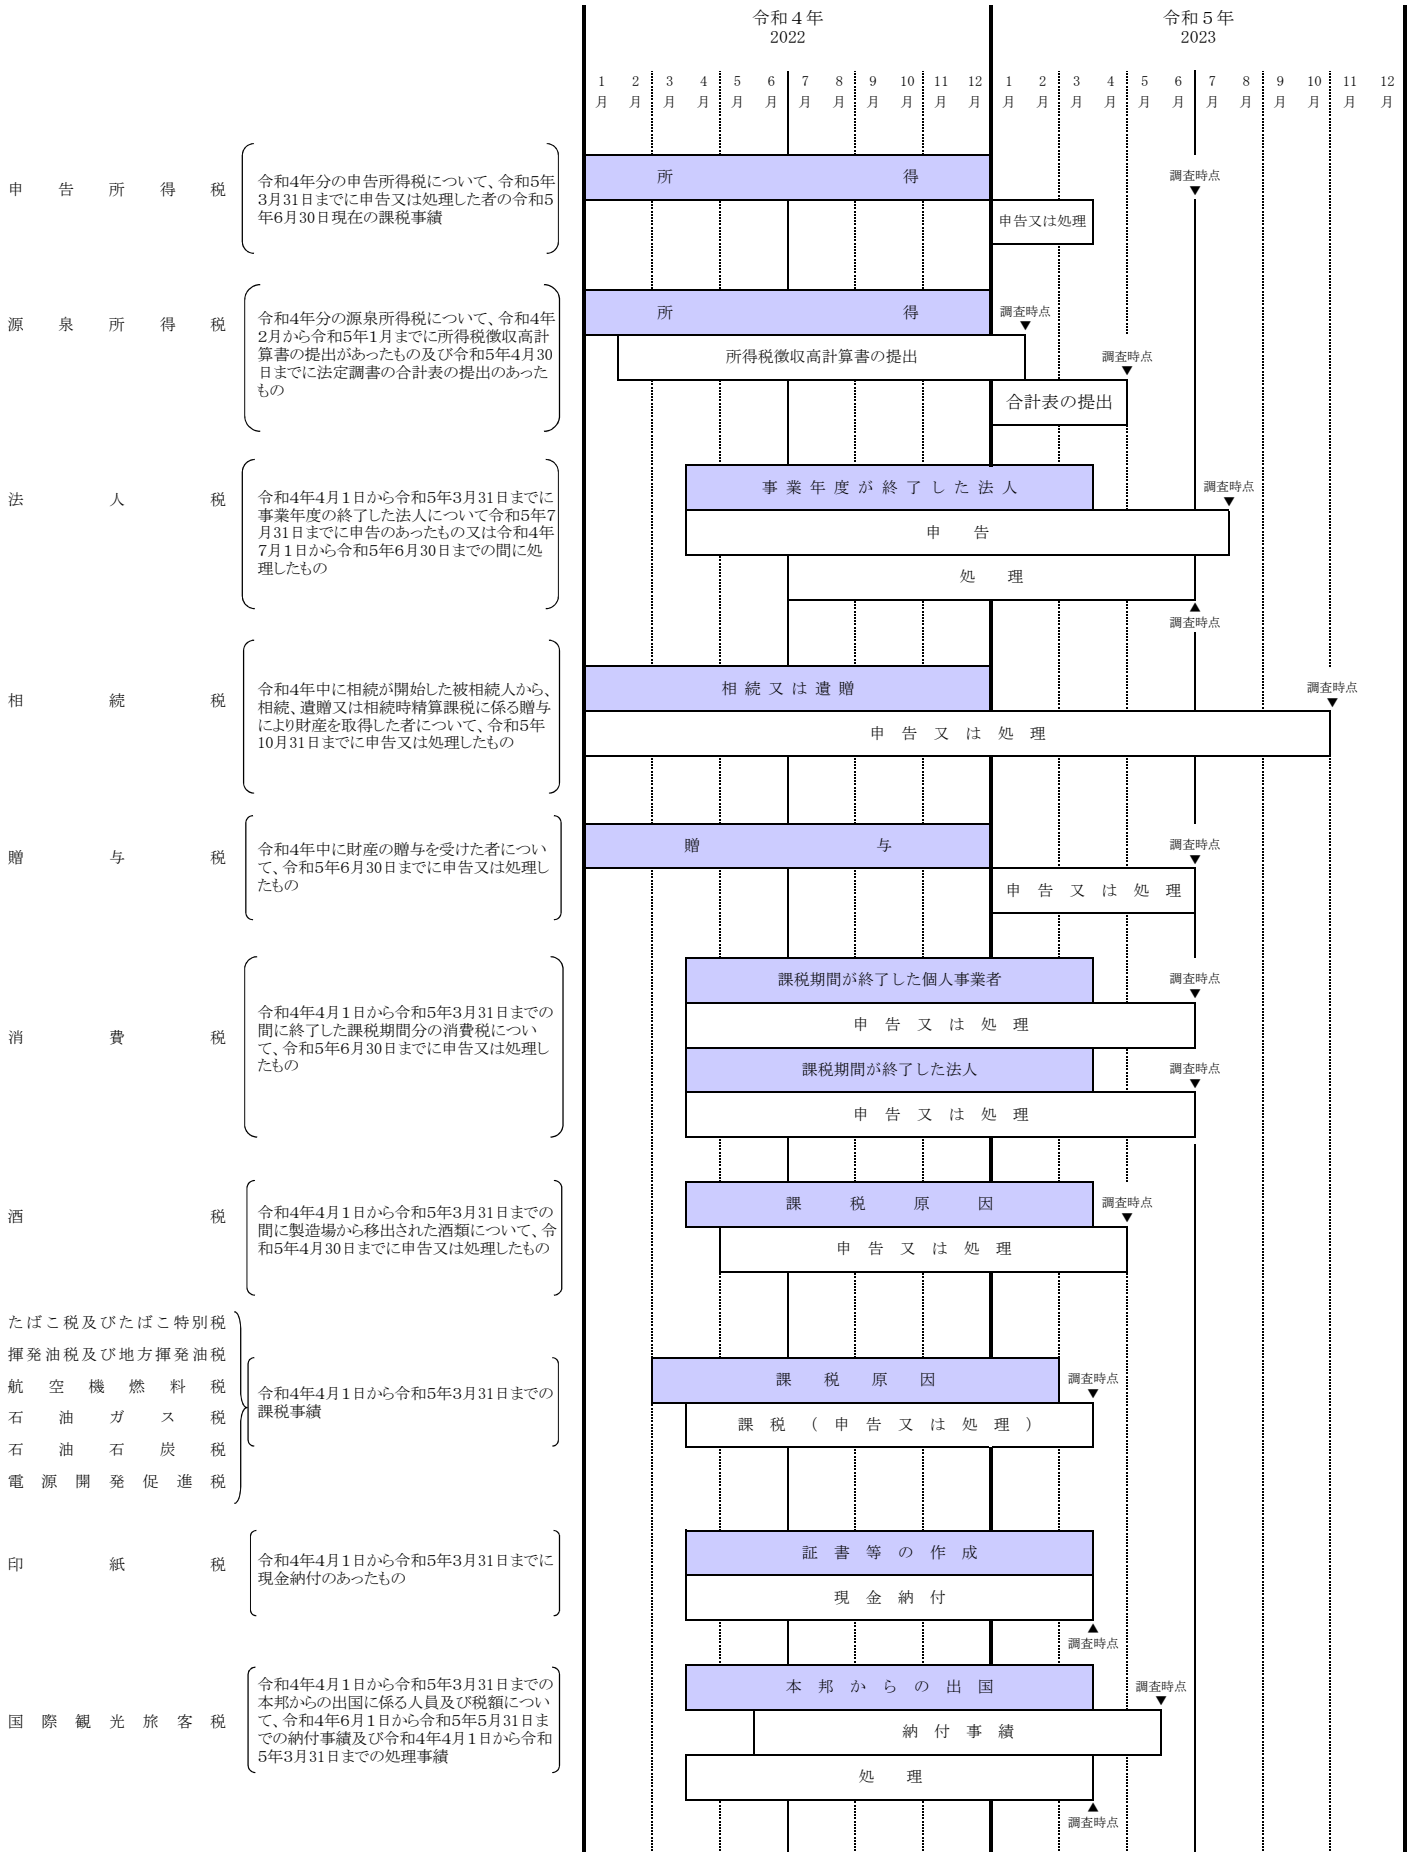 令和４年
2022
令和５年
2023
1 2 3 4 5 6 7 8 9 10 11 12 1 2 3 4 5 6 7 8 9 10 11 12
月 月 月 月 月 月 月 月 月 月 月 月 月 月 月 月 月 月 月 月 月 月 月 月
申告所得税
令和4年分の申告所得税について、令和5年
3月31日までに申告又は処理した者の令和5
年6月30日現在の課税事績
所得
調査時点
申告又は処理
源泉所得税
令和4年分の源泉所得税について、令和4年
2月から令和5年1月までに所得税徴収高計
算書の提出があったもの及び令和5年4月30
日までに法定調書の合計表の提出のあった
もの
所得
調査時点
所得税徴収高計算書の提出
調査時点
合計表の提出
法人税
令和4年4月1日から令和5年3月31日までに
事業年度の終了した法人について令和5年7
月31日までに申告のあったもの又は令和4年
7月1日から令和5年6月30日までの間に処
理したもの
事業年度が終了した法人
調査時点
申告
処理
調査時点
相続税
令和4年中に相続が開始した被相続人から、
相続、遺贈又は相続時精算課税に係る贈与
により財産を取得した者について、令和5年
10月31日までに申告又は処理したもの
相続又は遺贈
調査時点
申告又は処理
贈与税
令和4年中に財産の贈与を受けた者につい
て、令和5年6月30日までに申告又は処理し
たもの
贈与
調査時点
申告又は処理
消費税
令和4年4月1日から令和5年3月31日までの
間に終了した課税期間分の消費税につい
て、令和5年6月30日までに申告又は処理し
たもの
課税期間が終了した個人事業者
調査時点
申告又は処理
課税期間が終了した法人
調査時点
申告又は処理
酒税
令和4年4月1日から令和5年3月31日までの
間に製造場から移出された酒類について、令
和5年4月30日までに申告又は処理したもの
課税原因
調査時点
申告又は処理
たばこ税及びたばこ特別税
揮発油税及び地方揮発油税
航空機燃料税
石油ガス税
石油石炭税
電源開発促進税
令和4年4月1日から令和5年3月31日までの
課税事績
課税原因
調査時点
課税（申告又は処理）
印紙税
令和4年4月1日から令和5年3月31日までに
現金納付のあったもの
証書等の作成
現金納付
調査時点
国際観光旅客税
令和4年4月1日から令和5年3月31日までの
本邦からの出国に係る人員及び税額につい
て、令和4年6月1日から令和5年5月31日ま
での納付事績及び令和4年4月1日から令和
5年3月31日までの処理事績
本邦からの出国
調査時点
納付事績
処理
調査時点